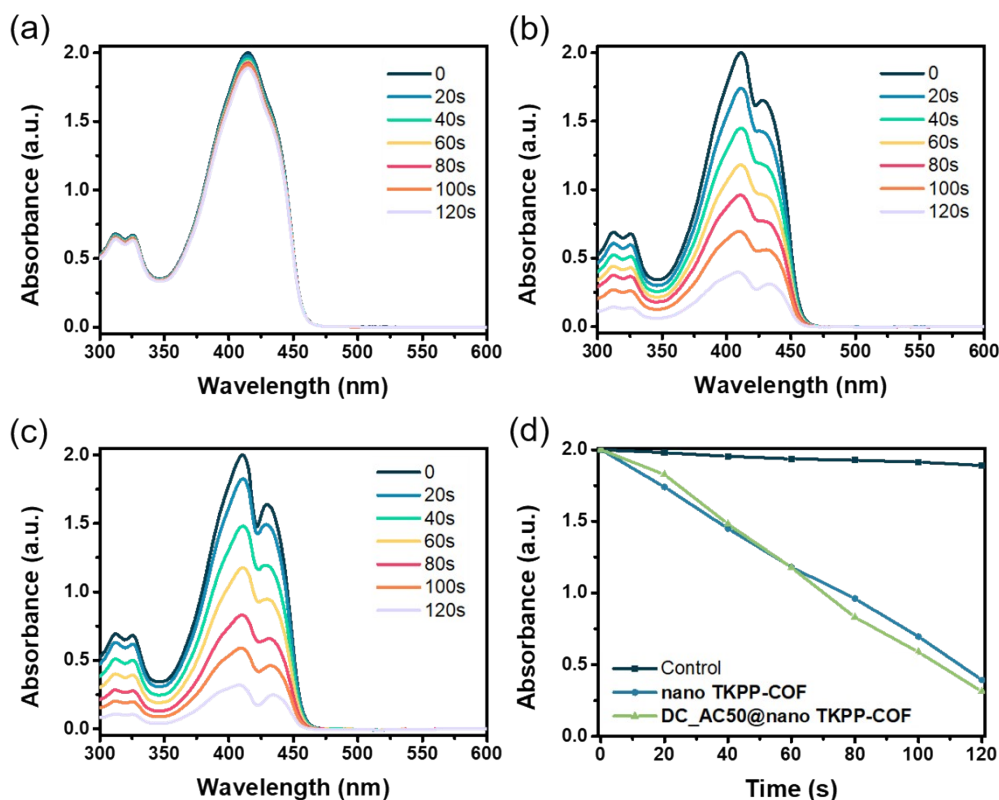 (a)
Absorbance (a.u.)
2.0
1.5
1.0
0.5
0.0
0
20s
40s
60s
80s
100s
120s
300 350 400 450 500 550 600
Wavelength (nm)
(b)
Absorbance (a.u.)
2.0
1.5
1.0
0.5
0.0
0
20s
40s
60s
80s
100s
120s
300 350 400 450 500 550 600
Wavelength (nm)
(c)
Absorbance (a.u.)
2.0
1.5
1.0
0.5
0.0
0
20s
40s
60s
80s
100s
120s
300 350 400 450 500 550 600
Wavelength (nm)
(d)
Absorbance (a.u.)
2.0
1.5
1.0
0.5
0.0
Control
nano TKPP-COF
DC_AC50@nano TKPP-COF
0 20 40 60 80 100 120
Time (s)